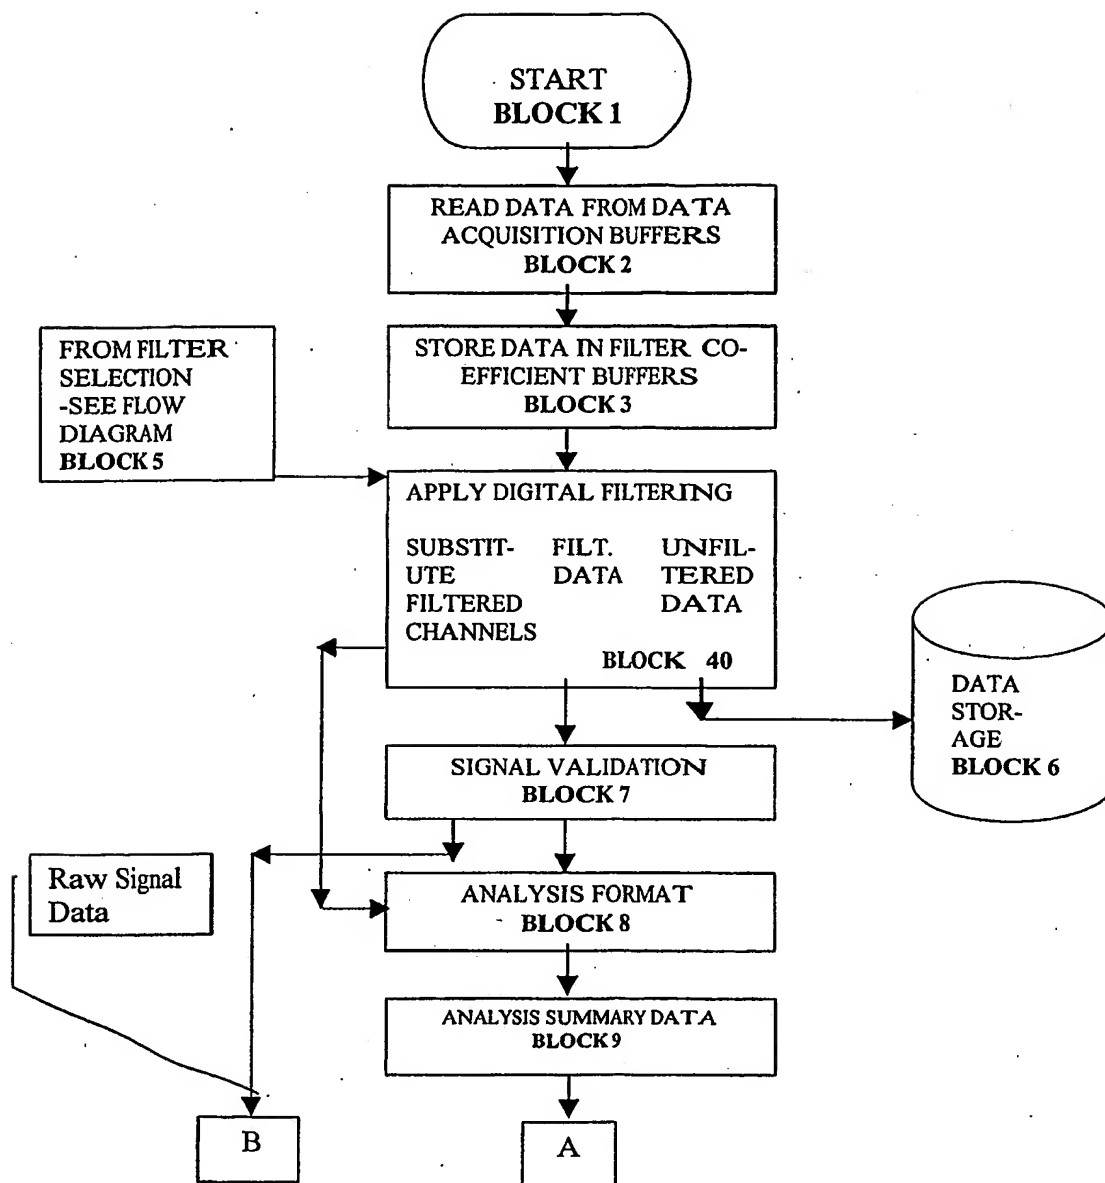 START
BLOCK 1
READ DATA FROM DATA
ACQUISITION BUFFERS
BLOCK 2
STORE DATA IN FILTER CO-
EFFICIENT BUFFERS
BLOCK 3
FROM FILTER
SELECTION
-SEE FLOW
DIAGRAM
BLOCK 5
APPLY DIGITAL FILTERING
SUBSTIT-
UTE
FILTERED
CHANNELS
FILT.
DATA
UNFIL-
TERED
DATA
BLOCK 40
DATA
STOR-
AGE
BLOCK 6
SIGNAL VALIDATION
BLOCK 7
Raw Signal
Data
ANALYSIS FORMAT
BLOCK 8
ANALYSIS SUMMARY DATA
BLOCK 9
B
A